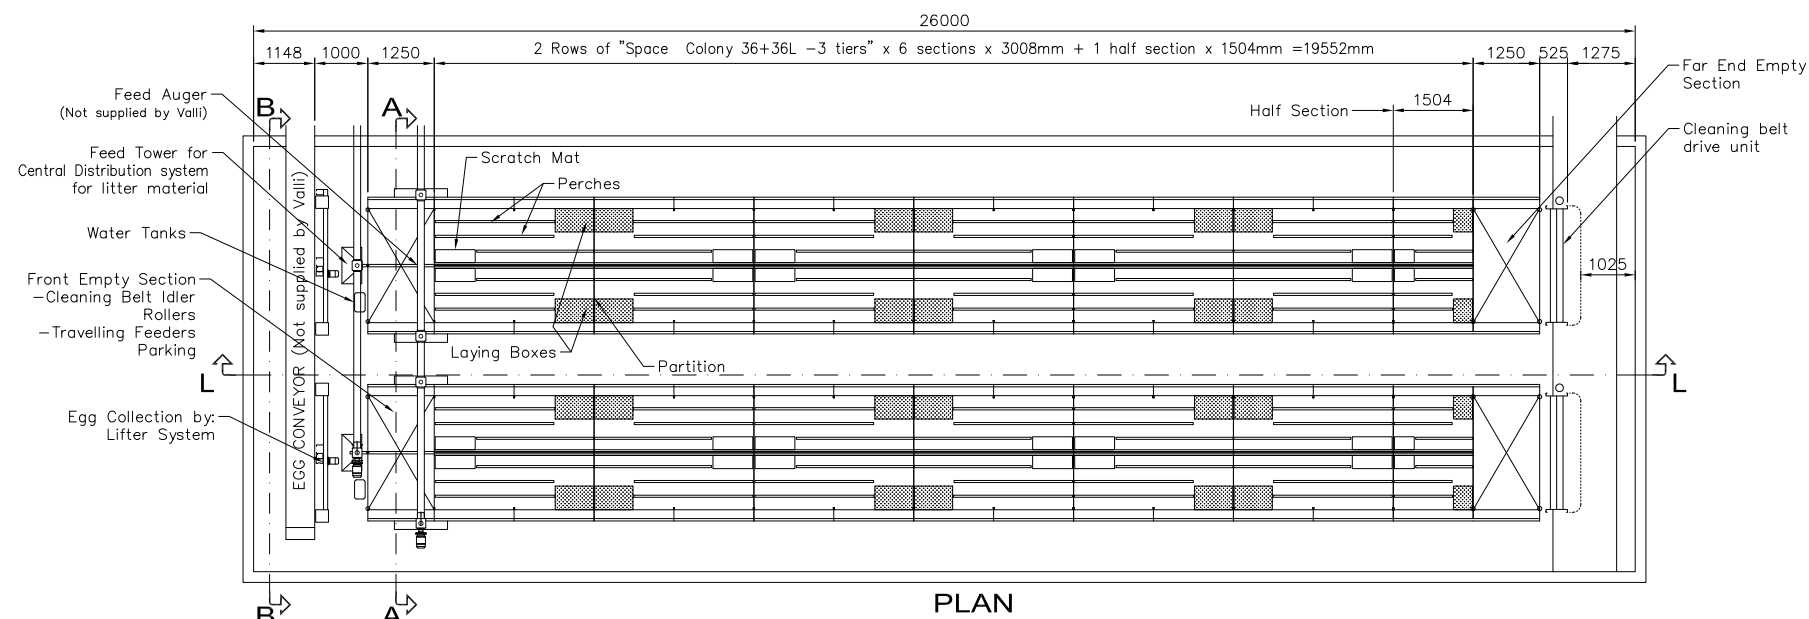 26000
2 Rows of "Space Colony 36+36L -3 tiers" x 6 sections x 3008mm + 1 half section x 1504mm =19552mm
1148
1000
1250
1250
525
1275
Far End Empty
Section
Feed Auger
(Not supplied by Valli)
B
A
Half Section
1504
Cleaning belt
drive unit
Feed Tower for
Central Distribution system
for litter material
Scratch Mat
Perches
Water Tanks
Front Empty Section
-Cleaning Belt Idler
Rollers
-Travelling Feeders
Parking
1025
EGG CONVEYOR (Not supplied by Valli)
Laying Boxes
Partition
L
L
Egg Collection by:
Lifter System
B
A
PLAN